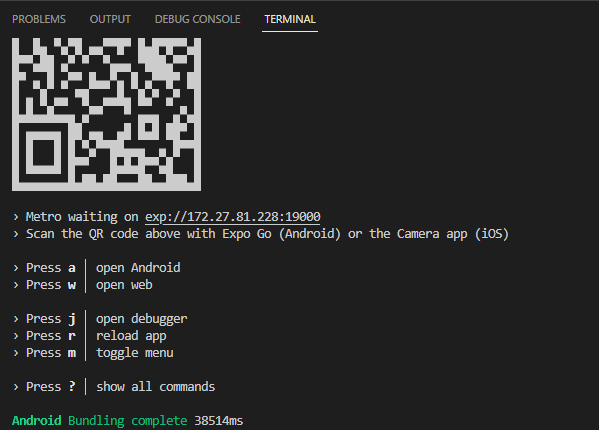 PROBLEMS OUTPUT DEBUG CONSOLE TERMINAL
› Metro waiting on exp://172.27.81.228:19000
› Scan the QR code above with Expo Go (Android) or the Camera app (iOS)
› Press a │ open Android
› Press w │ open web
› Press j │ open debugger
› Press r │ reload app
› Press m │ toggle menu
› Press ? │ show all commands
Android Bundling complete 38514ms